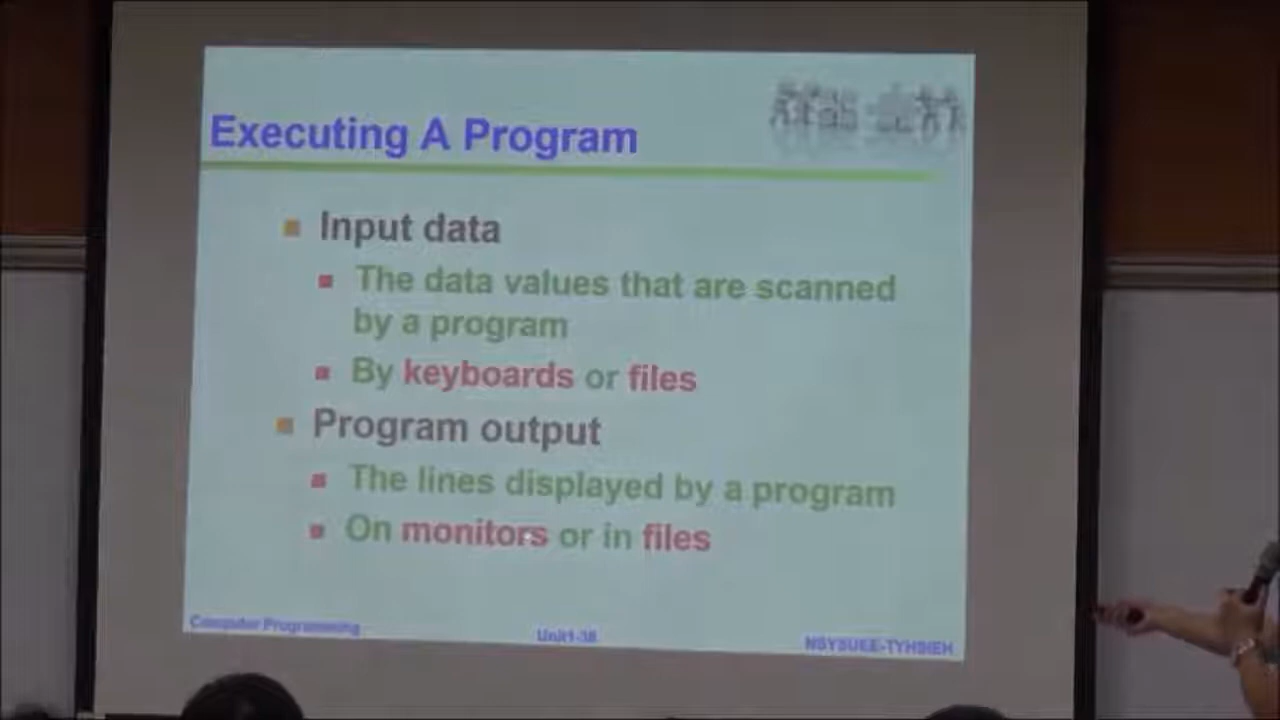 Executing A Program
Input data
The data values that are scanned
by a program
By keyboards or files
Program output
The lines displayed by a program
On monitors or in files
Computer Programming
Unit1-38
NSYSUEE-TYHSIEH